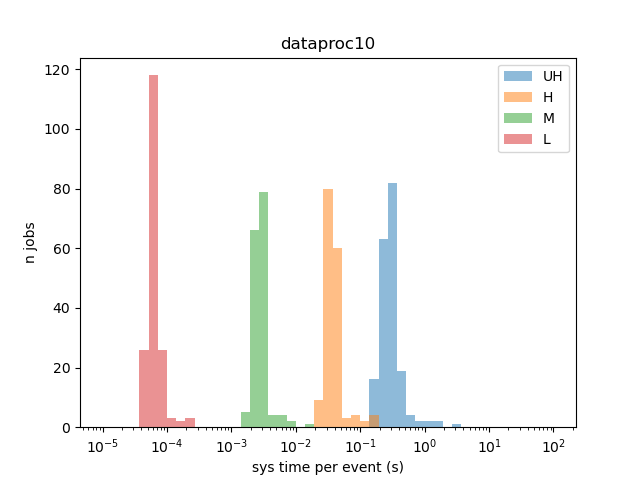 dataproc10
120
100
80
60
40
20
0
n jobs
UH
H
M
L
10⁻⁵ 10⁻⁴ 10⁻³ 10⁻² 10⁻¹ 10⁰ 10¹ 10²
sys time per event (s)